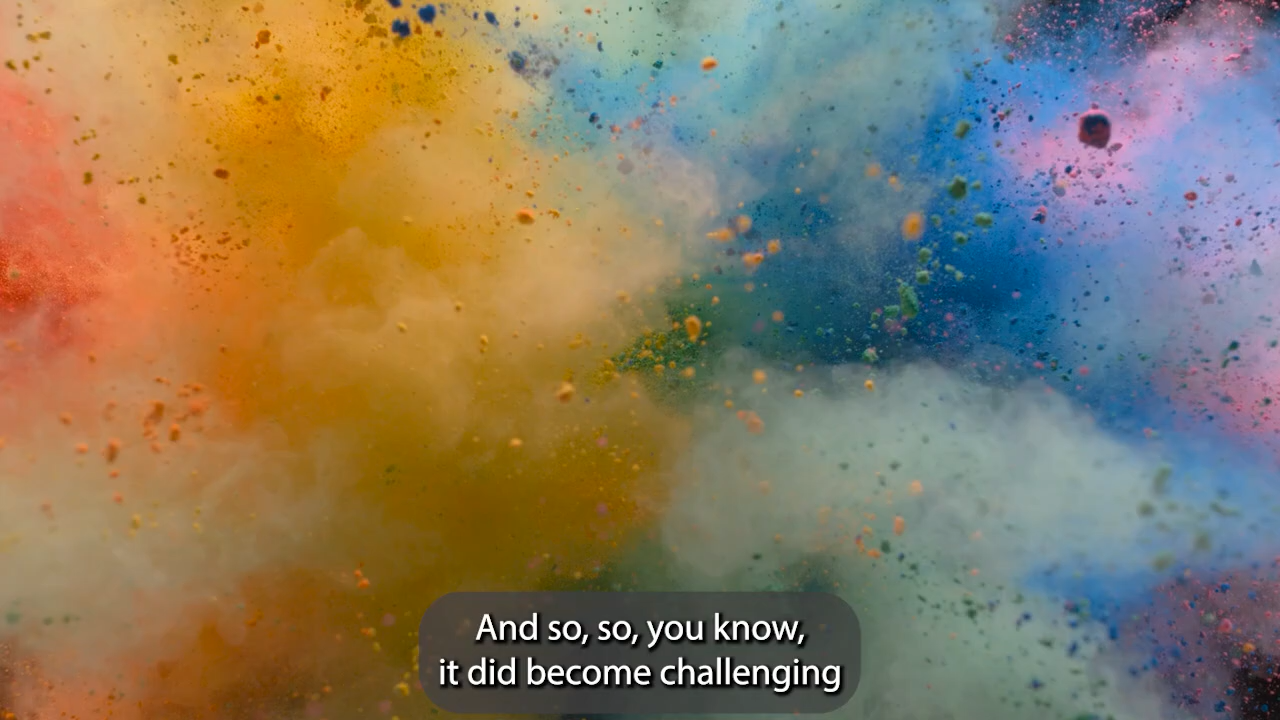 And so, so, you know,
it did become challenging